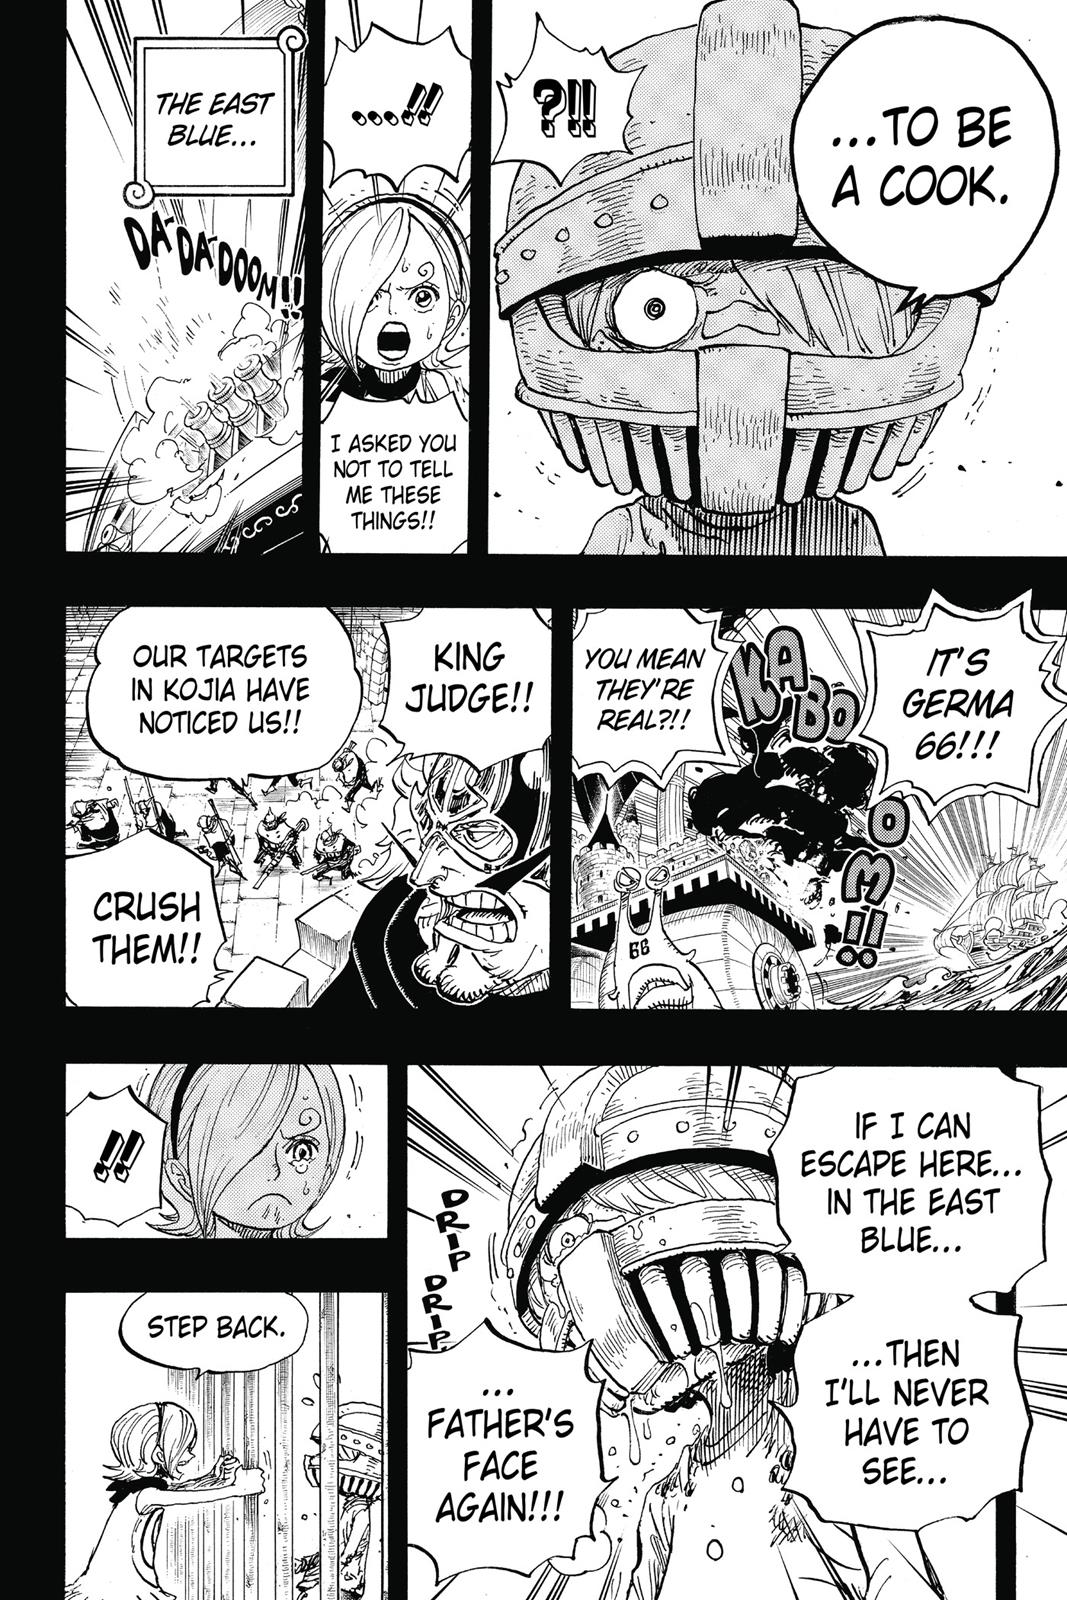 ...TO BE
A COOK.
?!!
...!!
I ASKED YOU
NOT TO TELL
ME THESE
THINGS!!
THE EAST
BLUE...
DA-DA-DOOM!!
IT'S
GERMA
66!!!
KABOOM!!
YOU MEAN
THEY'RE
REAL?!!
66
KING
JUDGE!!
OUR TARGETS
IN KOJIA HAVE
NOTICED US!!
CRUSH
THEM!!
IF I CAN
ESCAPE HERE...
IN THE EAST
BLUE...
...THEN
I'LL NEVER
HAVE TO
SEE...
DRIP
DRIP
...
FATHER'S
FACE
AGAIN!!!
!!!
STEP BACK.